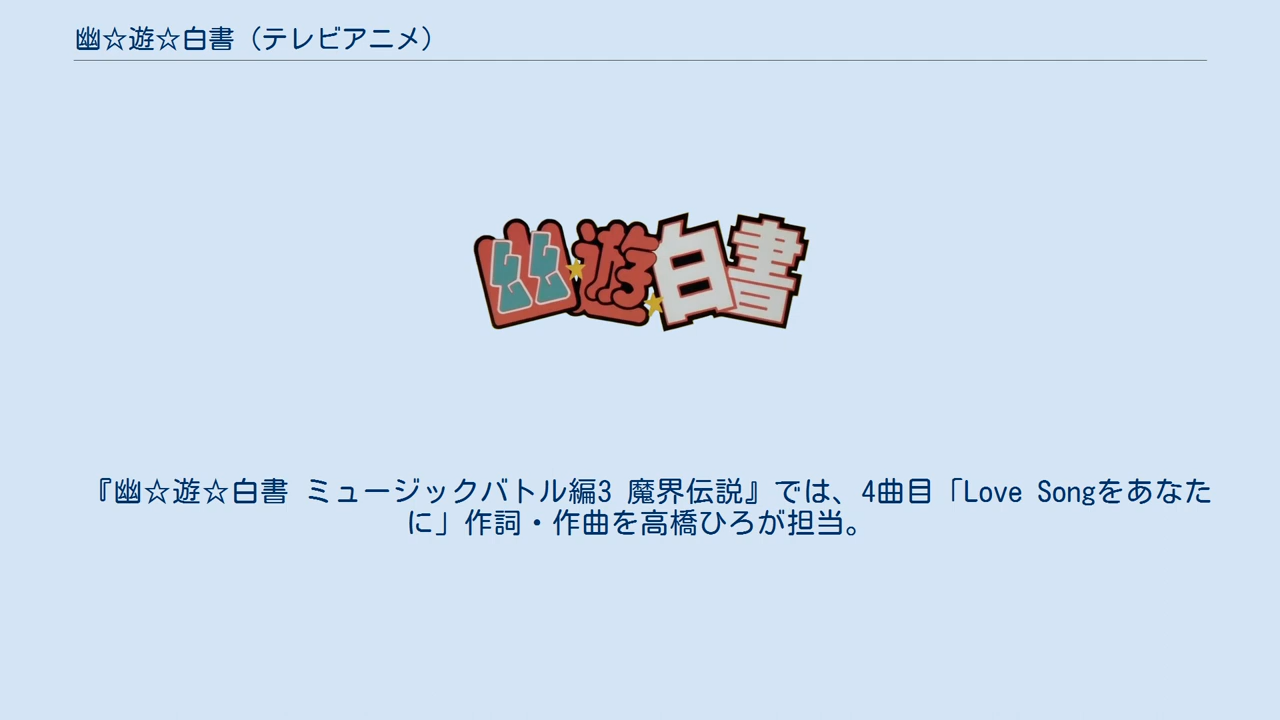 幽☆遊☆白書（テレビアニメ）
幽★遊★白書
『幽☆遊☆白書 ミュージックバトル編3 魔界伝説』では、4曲目「Love Songをあなた
に」作詞・作曲を高橋ひろが担当。